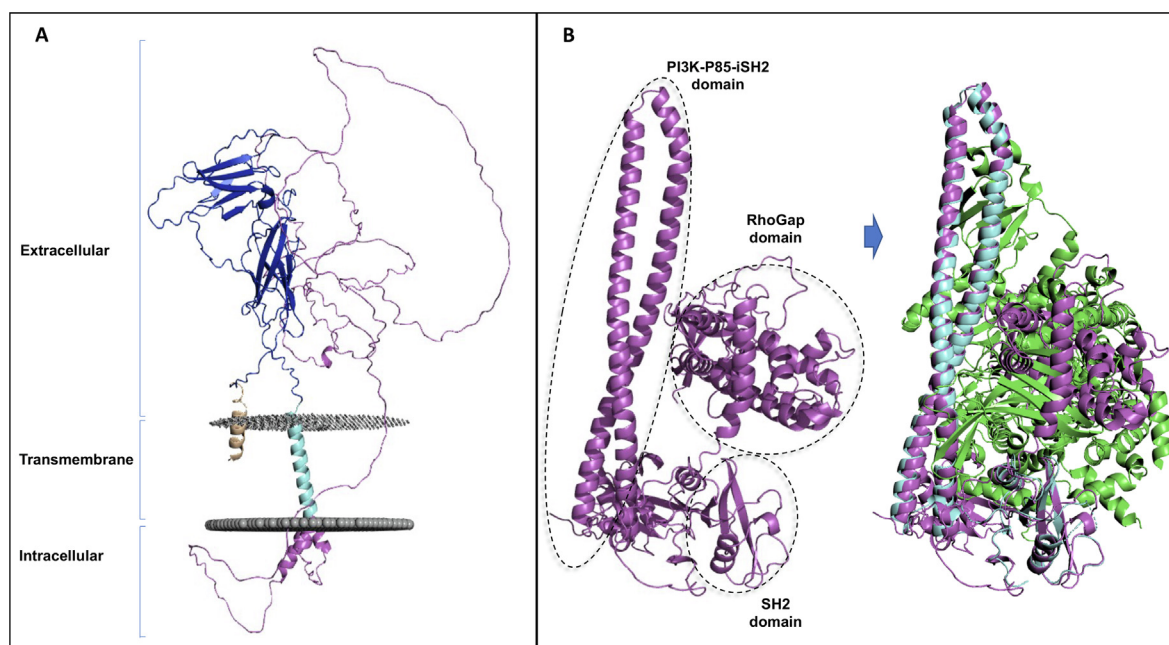 A
Extracellular
Transmembrane
Intracellular
B
PI3K-P85-iSH2
domain
RhoGap
domain
SH2
domain